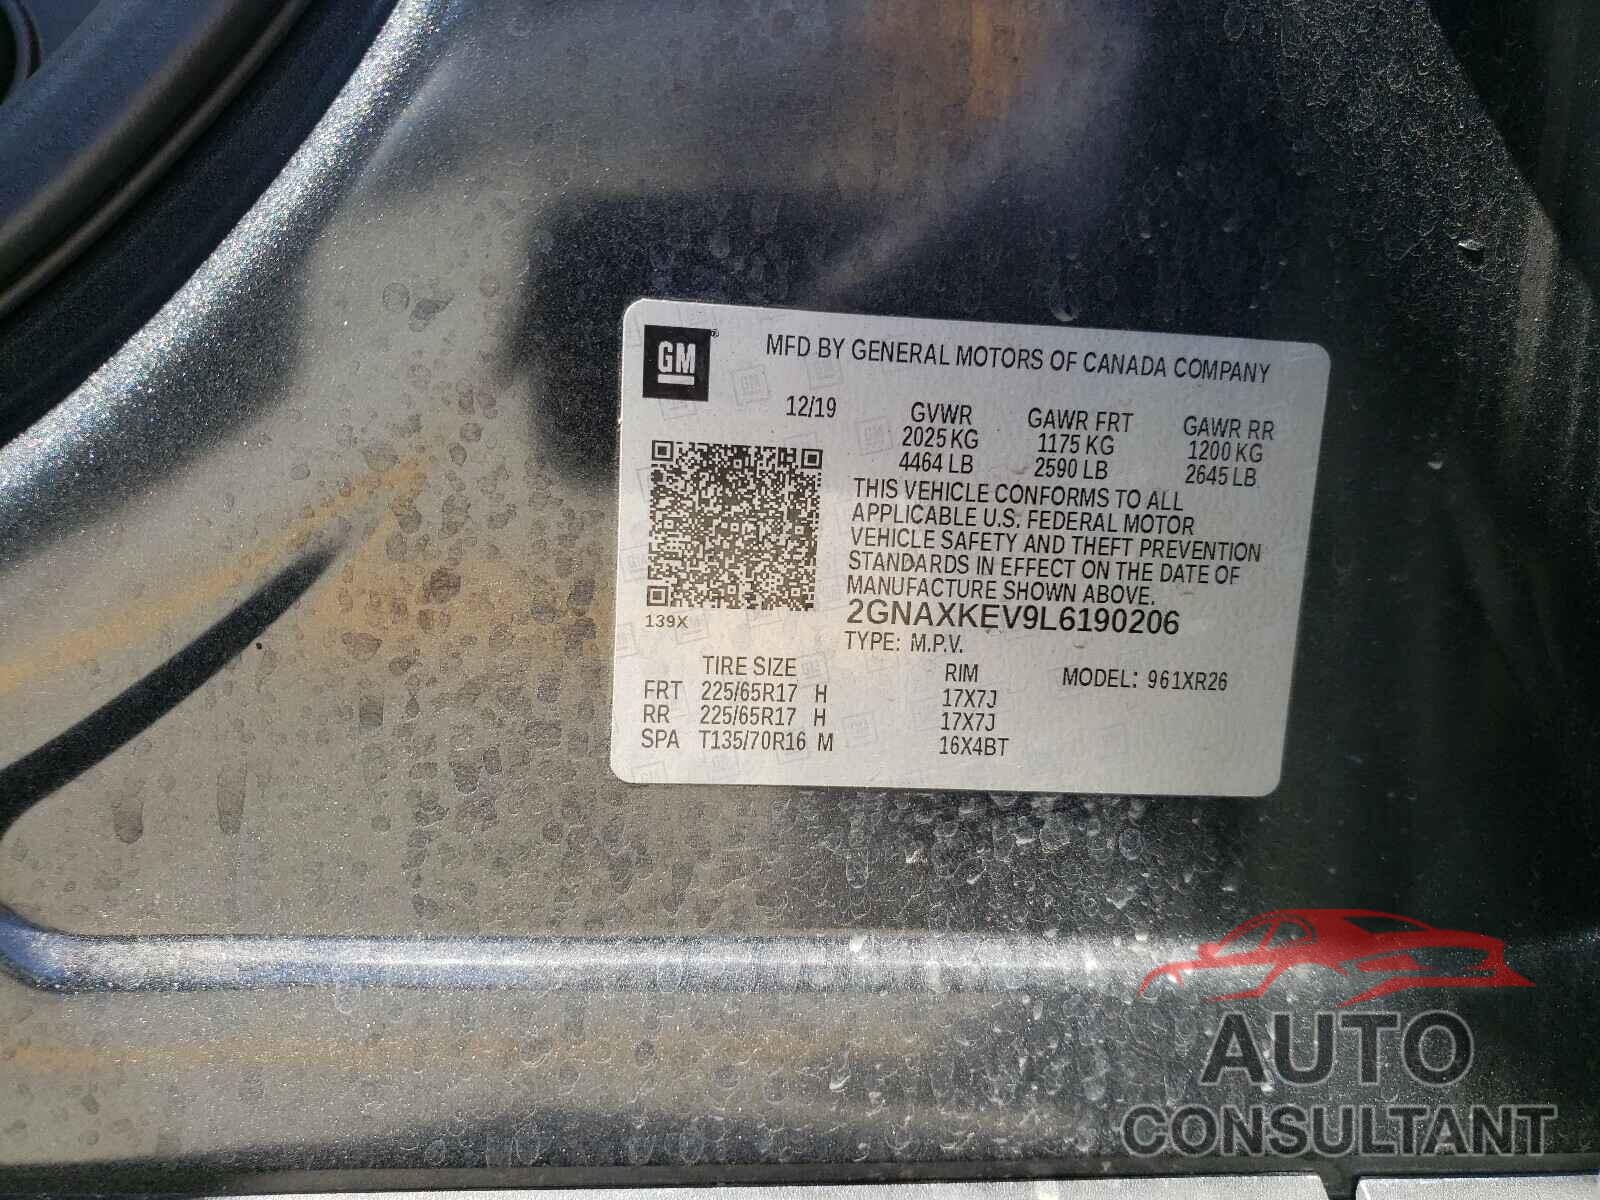 GM
MFD BY GENERAL MOTORS OF CANADA COMPANY
12/19 GVWR GAWR FRT GAWR RR
2025 KG 1175 KG 1200 KG
4464 LB 2590 LB 2645 LB
THIS VEHICLE CONFORMS TO ALL
APPLICABLE U.S. FEDERAL MOTOR
VEHICLE SAFETY AND THEFT PREVENTION
STANDARDS IN EFFECT ON THE DATE OF
MANUFACTURE SHOWN ABOVE.
139X
2GNAXKEV9L6190206
TYPE: M.P.V.
TIRE SIZE RIM MODEL: 961XR26
FRT 225/65R17 H 17X7J
RR 225/65R17 H 17X7J
SPA T135/70R16 M 16X4BT
AUTO
CONSULTANT